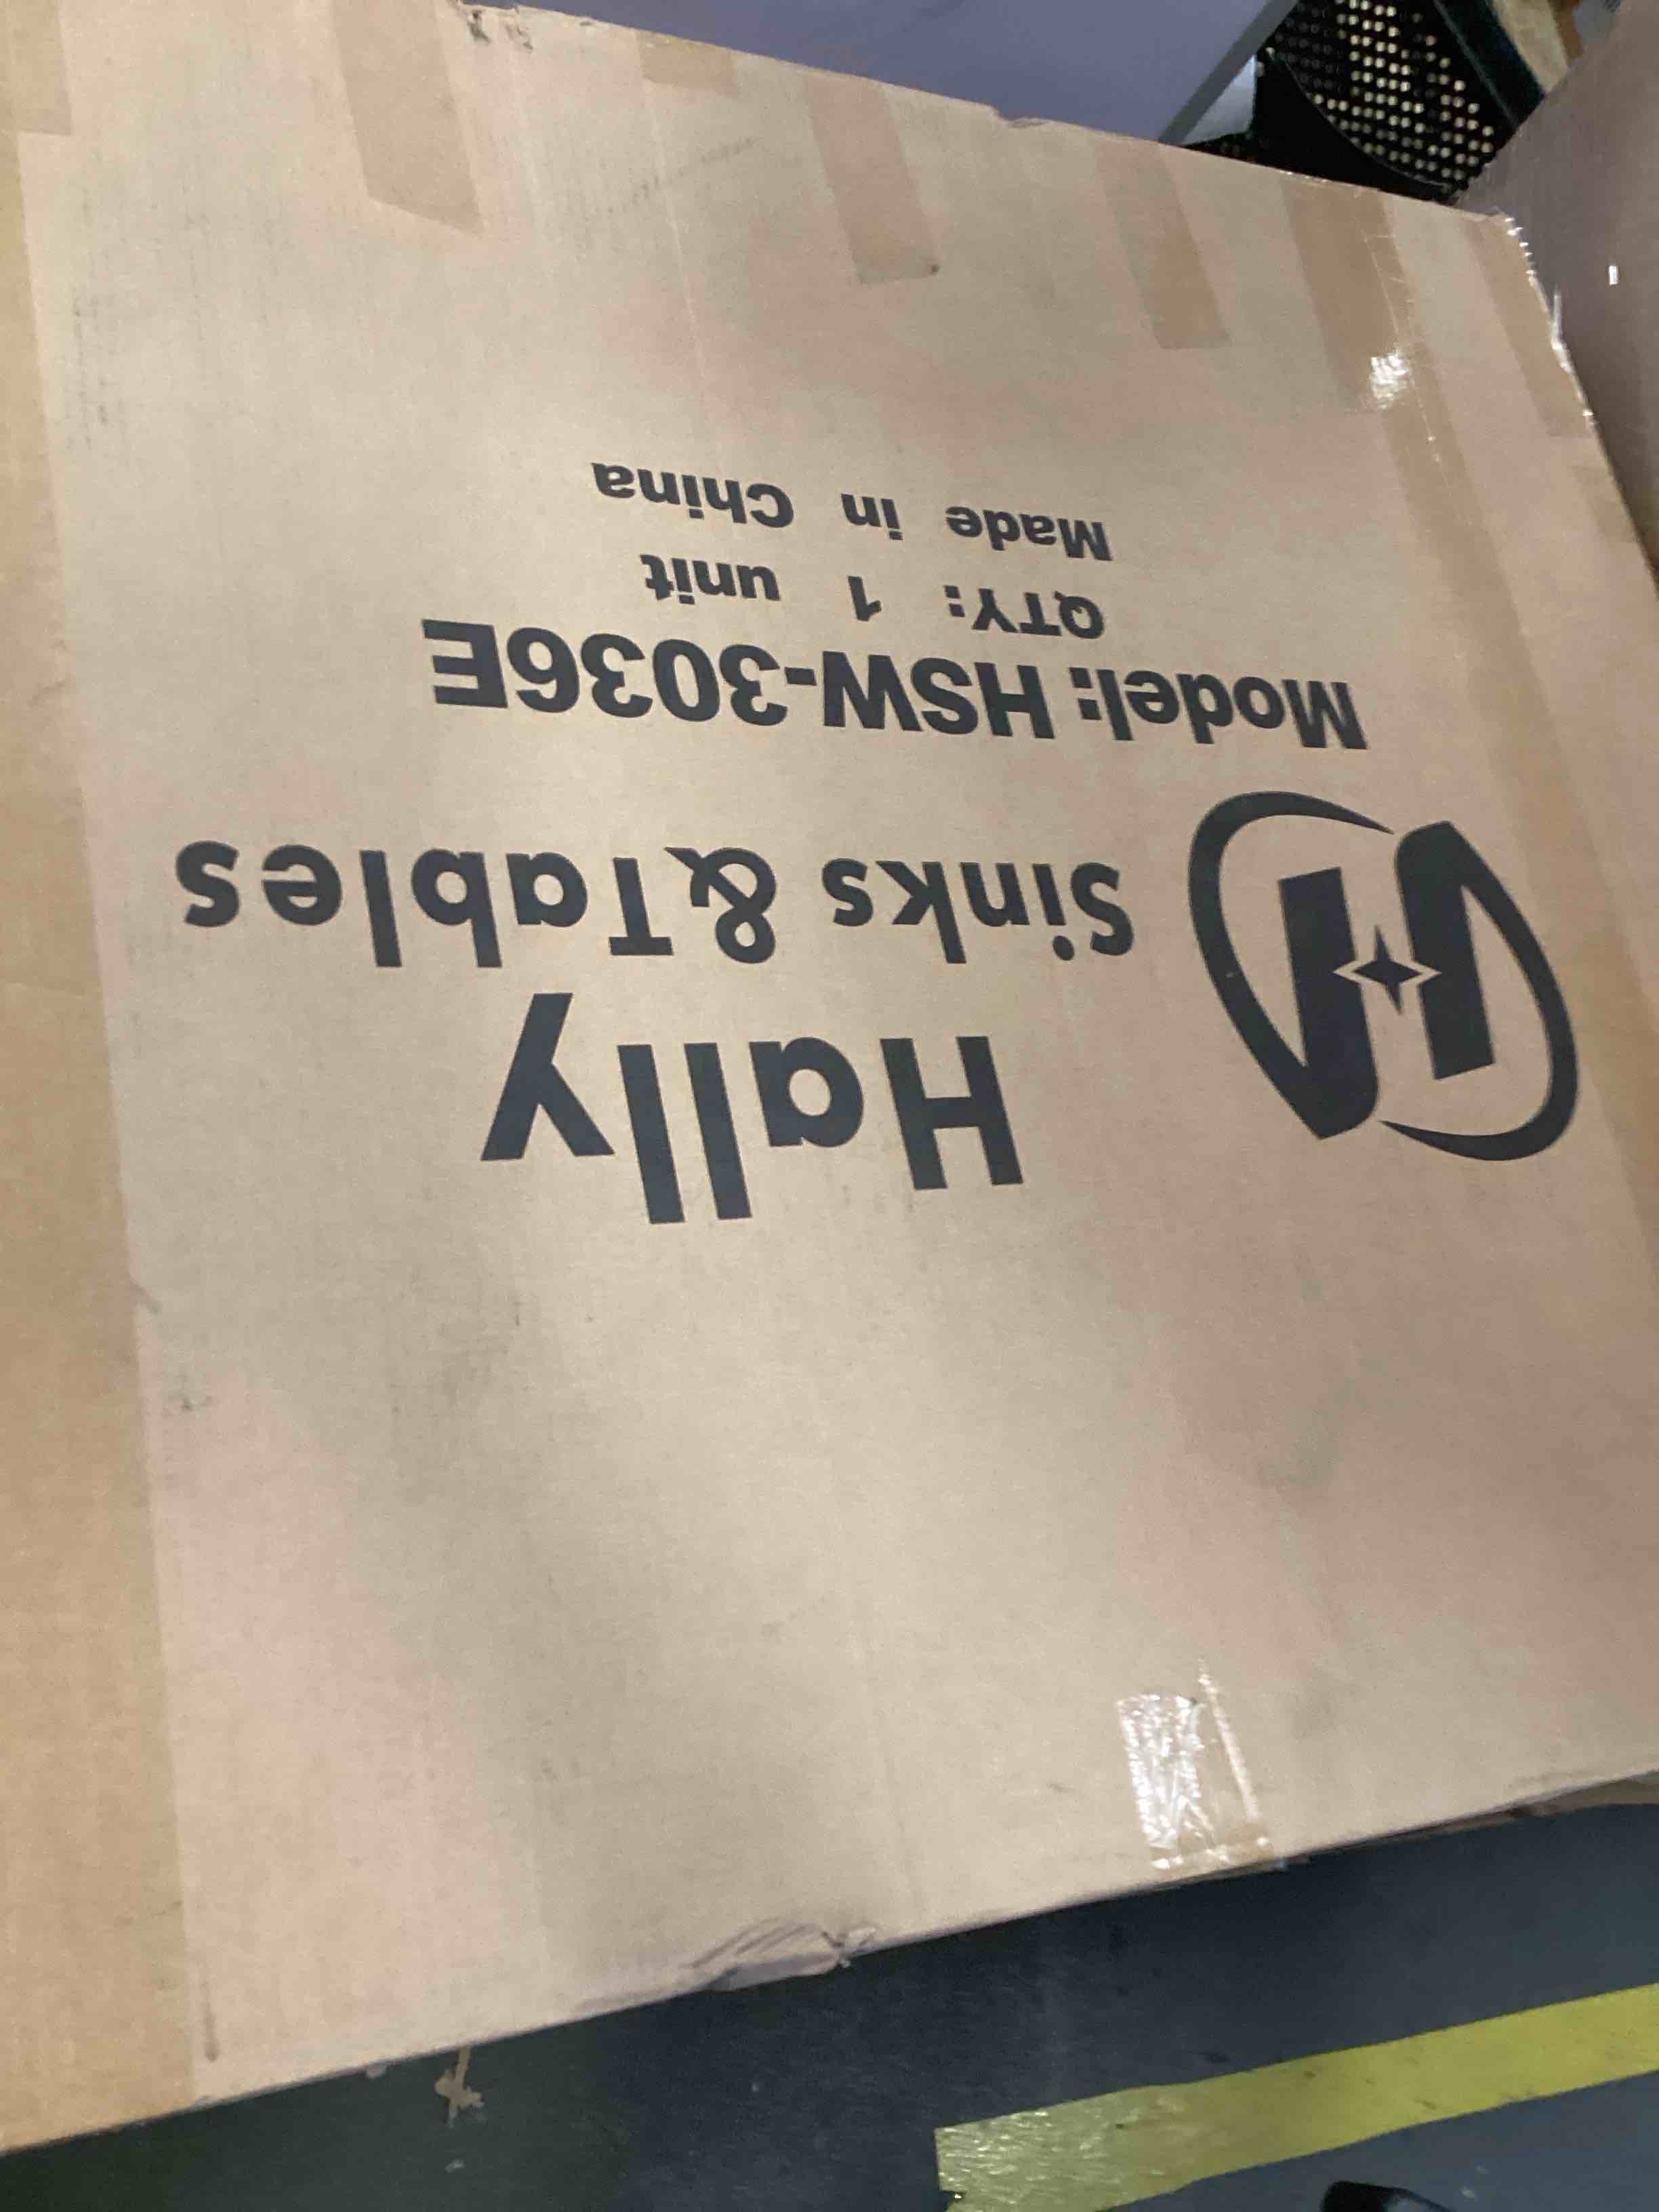 Hally
Sinks & Tables
Model: HSW-3036E
QTY: 1 unit
Made in China